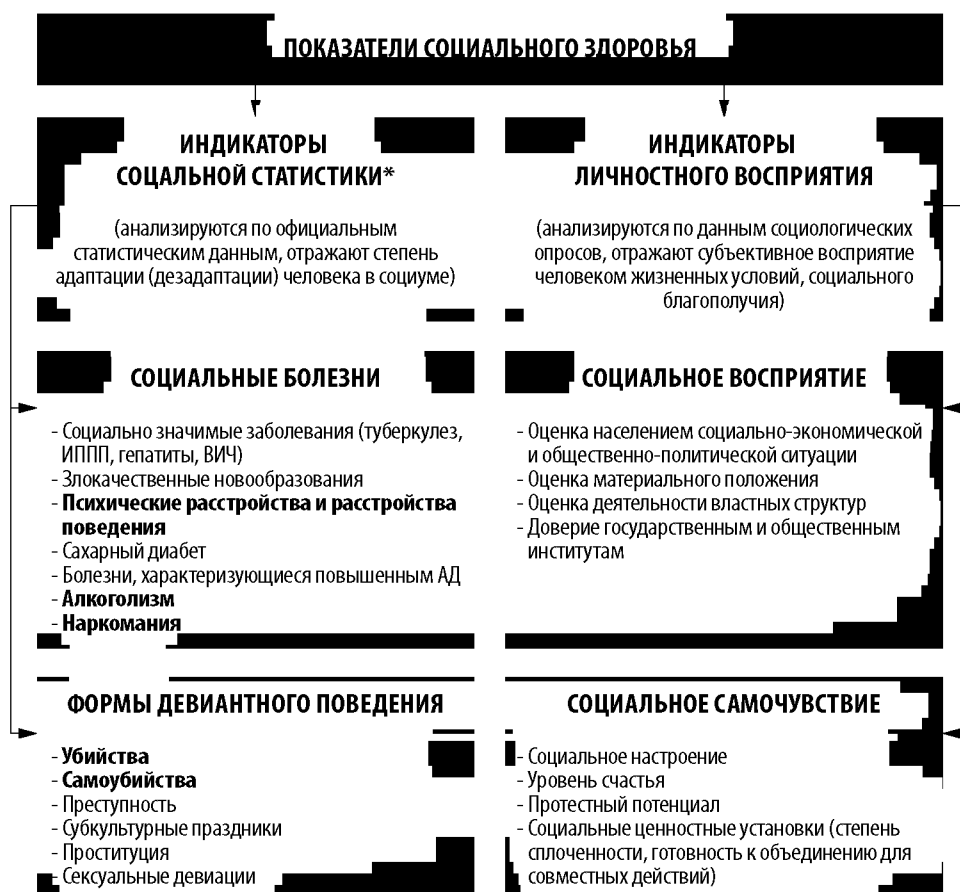 ПОКАЗАТЕЛИ СОЦИАЛЬНОГО ЗДОРОВЬЯ
ИНДИКАТОРЫ
СОЦАЛЬНОЙ СТАТИСТИКИ*
(анализируются по официальным
статистическим данным, отражают степень
адаптации (дезадаптации) человека в социуме)
ИНДИКАТОРЫ
ЛИЧНОСТНОГО ВОСПРИЯТИЯ
(анализируются по данным социологических
опросов, отражают субъективное восприятие
человеком жизненных условий, социального
благополучия)
СОЦИАЛЬНЫЕ БОЛЕЗНИ
- Социально значимые заболевания (туберкулез,
ИППП, гепатиты, ВИЧ)
- Злокачественные новообразования
- Психические расстройства и расстройства
поведения
- Сахарный диабет
- Болезни, характеризующиеся повышенным АД
- Алкоголизм
- Наркомания
СОЦИАЛЬНОЕ ВОСПРИЯТИЕ
- Оценка населением социально-экономической
и общественно-политической ситуации
- Оценка материального положения
- Оценка деятельности властных структур
- Доверие государственным и общественным
институтам
ФОРМЫ ДЕВИАНТНОГО ПОВЕДЕНИЯ
- Убийства
- Самоубийства
- Преступность
- Субкультурные праздники
- Проституция
- Сексуальные девиации
СОЦИАЛЬНОЕ САМОЧУВСТВИЕ
- Социальное настроение
- Уровень счастья
- Протестный потенциал
- Социальные ценностные установки (степень
сплоченности, готовность к объединению для
совместных действий)